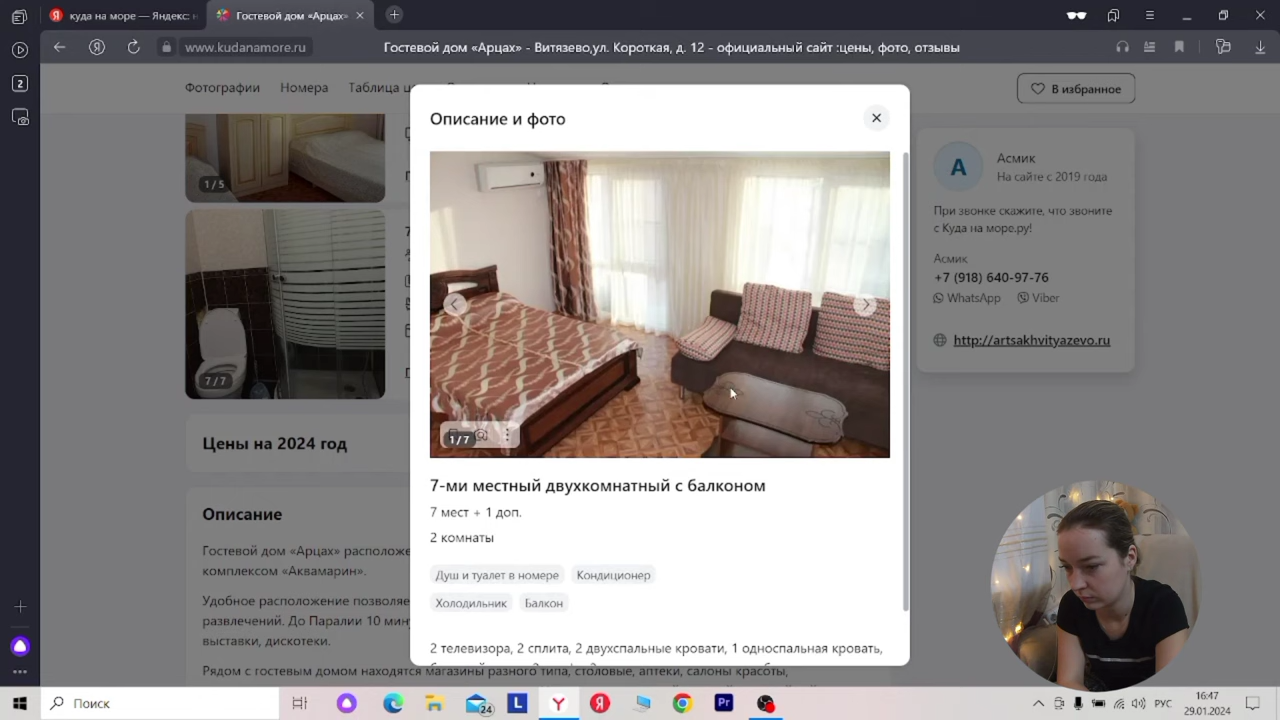 куда на море — Яндекс: н
Гостевой дом «Арцах»
www.kudanamore.ru
Гостевой дом «Арцах» - Витязево,ул. Короткая, д. 12 - официальный сайт :цены, фото, отзывы
2
Фотографии
Номера
Таблица ц
В избранное
1 / 5
7 / 7
Цены на 2024 год
Описание
Гостевой дом «Арцах» расположе
комплексом «Аквамарин».
Удобное расположение позволяе
развлечений. До Паралии 10 мину
выставки, дискотеки.
Рядом с гостевым домом находятся магазины разного типа, столовые, аптеки, салоны красоты,
Описание и фото
1 / 7
7-ми местный двухкомнатный с балконом
7 мест + 1 доп.
2 комнаты
Душ и туалет в номере
Кондиционер
Холодильник
Балкон
2 телевизора, 2 сплита, 2 двухспальные кровати, 1 односпальная кровать,
А
Асмик
На сайте с 2019 года
При звонке скажите, что звоните
с Куда на море.ру!
Асмик
+7 (918) 640-97-76
WhatsApp
Viber
http://artsakhvityazevo.ru
Поиск
24
L
Y
Я
Pr
РУС
16:47
29.01.2024